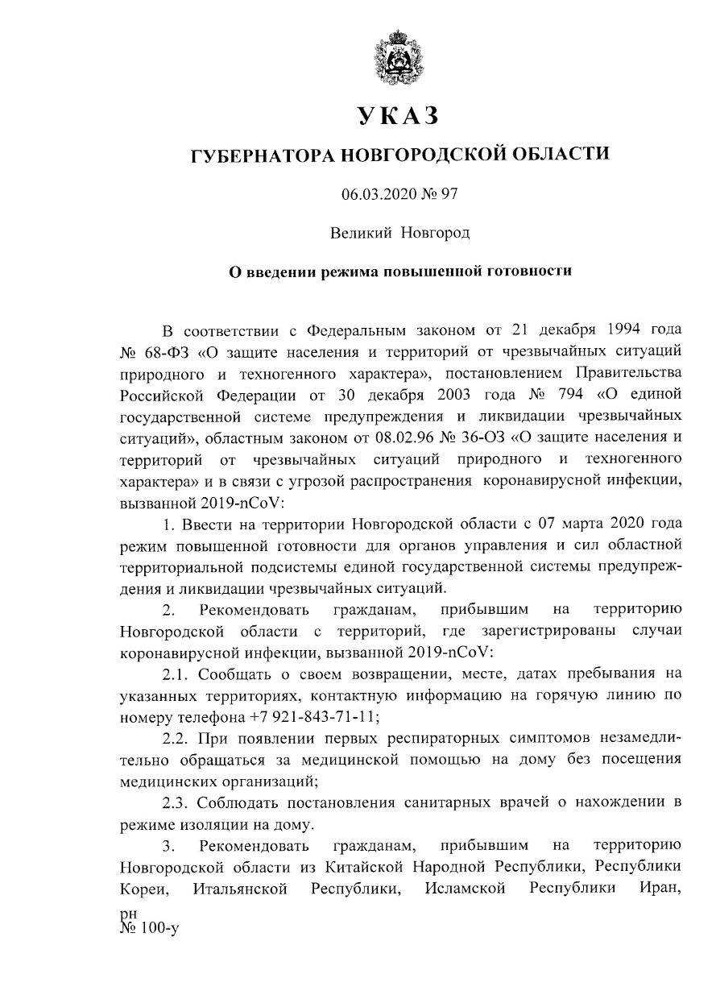 УКАЗ
ГУБЕРНАТОРА НОВГОРОДСКОЙ ОБЛАСТИ
06.03.2020 № 97
Великий Новгород
О введении режима повышенной готовности
В соответствии с Федеральным законом от 21 декабря 1994 года
№ 68-ФЗ «О защите населения и территорий от чрезвычайных ситуаций
природного и техногенного характера», постановлением Правительства
Российской Федерации от 30 декабря 2003 года № 794 «О единой
государственной системе предупреждения и ликвидации чрезвычайных
ситуаций», областным законом от 08.02.96 № 36-ОЗ «О защите населения и
территорий от чрезвычайных ситуаций природного и техногенного
характера» и в связи с угрозой распространения коронавирусной инфекции,
вызванной 2019-nCoV:
1. Ввести на территории Новгородской области с 07 марта 2020 года
режим повышенной готовности для органов управления и сил областной
территориальной подсистемы единой государственной системы предупреж-
дения и ликвидации чрезвычайных ситуаций.
2. Рекомендовать гражданам, прибывшим на территорию
Новгородской области с территорий, где зарегистрированы случаи
коронавирусной инфекции, вызванной 2019-nCoV:
2.1. Сообщать о своем возвращении, месте, датах пребывания на
указанных территориях, контактную информацию на горячую линию по
номеру телефона +7 921-843-71-11;
2.2. При появлении первых респираторных симптомов незамедли-
тельно обращаться за медицинской помощью на дому без посещения
медицинских организаций;
2.3. Соблюдать постановления санитарных врачей о нахождении в
режиме изоляции на дому.
3. Рекомендовать гражданам, прибывшим на территорию
Новгородской области из Китайской Народной Республики, Республики
Кореи, Итальянской Республики, Исламской Республики Иран,
рн
№ 100-у